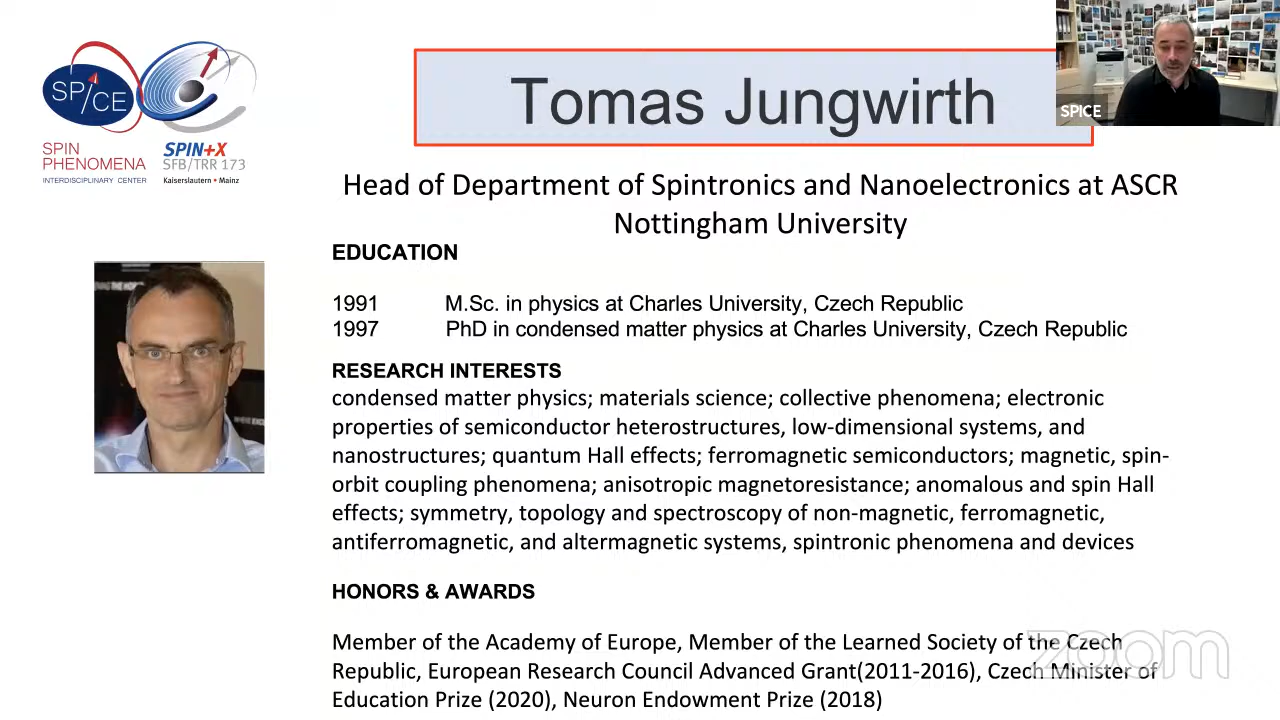 SPICE
SPIN
PHENOMENA
INTERDISCIPLINARY CENTER
SPIN+X
SFB/TRR 173
Kaiserslautern • Mainz
Tomas Jungwirth
SPICE
Head of Department of Spintronics and Nanoelectronics at ASCR
Nottingham University
EDUCATION
1991 M.Sc. in physics at Charles University, Czech Republic
1997 PhD in condensed matter physics at Charles University, Czech Republic
RESEARCH INTERESTS
condensed matter physics; materials science; collective phenomena; electronic
properties of semiconductor heterostructures, low-dimensional systems, and
nanostructures; quantum Hall effects; ferromagnetic semiconductors; magnetic, spin-
orbit coupling phenomena; anisotropic magnetoresistance; anomalous and spin Hall
effects; symmetry, topology and spectroscopy of non-magnetic, ferromagnetic,
antiferromagnetic, and altermagnetic systems, spintronic phenomena and devices
HONORS & AWARDS
Member of the Academy of Europe, Member of the Learned Society of the Czech
Republic, European Research Council Advanced Grant(2011-2016), Czech Minister of
Education Prize (2020), Neuron Endowment Prize (2018)
zoom